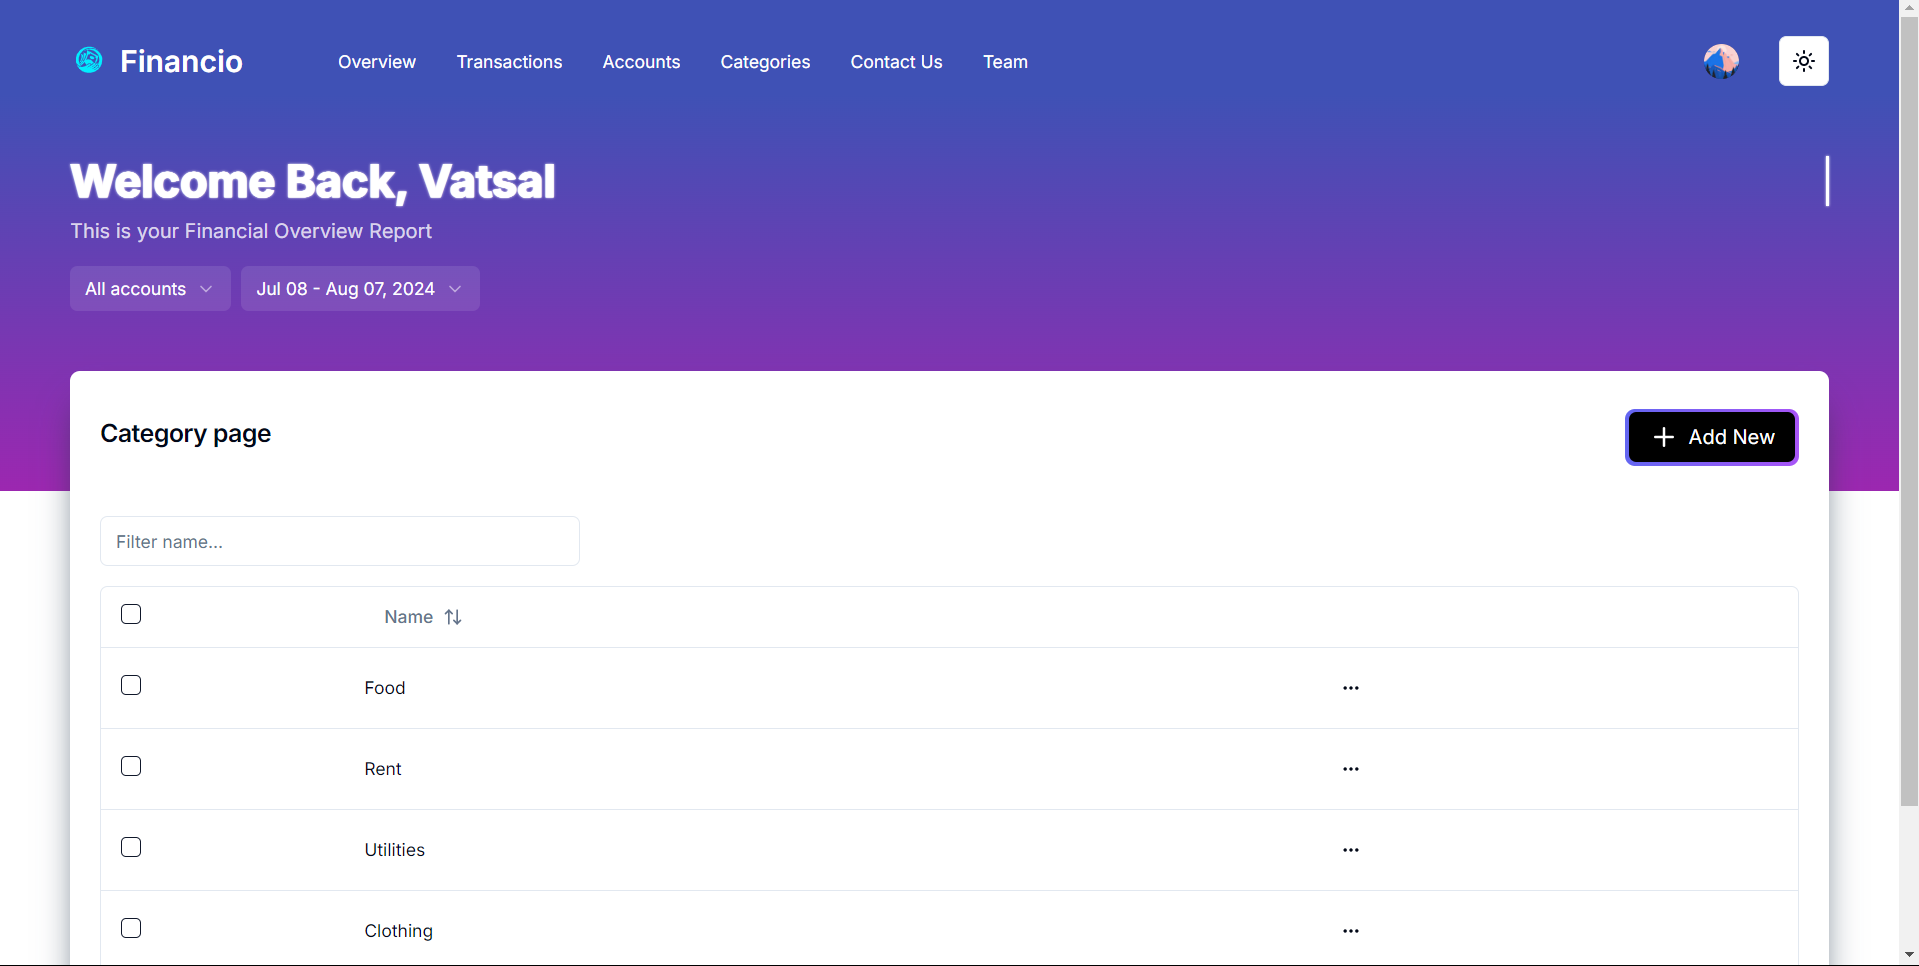 Financio
Overview Transactions Accounts Categories Contact Us Team
Welcome Back, Vatsal
This is your Financial Overview Report
All accounts Jul 08 - Aug 07, 2024
Category page
Add New
Filter name...
Name
Food
Rent
Utilities
Clothing